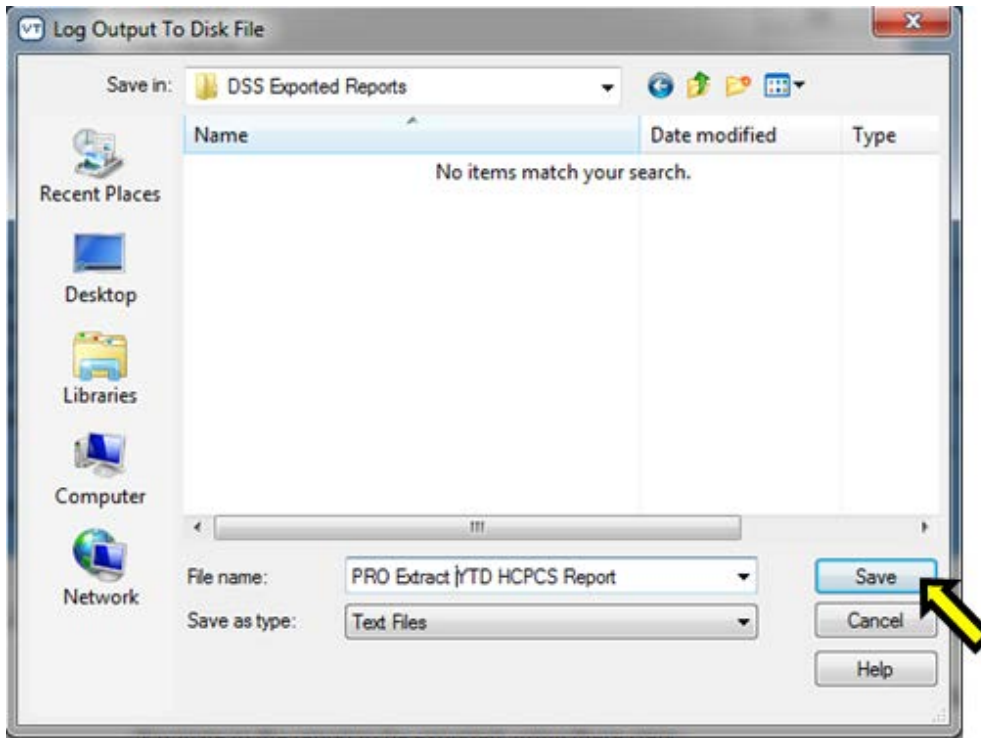 VT Log Output To Disk File
Save in: DSS Exported Reports
Name Date modified Type
No items match your search.
Recent Places
Desktop
Libraries
Computer
Network
File name: PRO Extract YTD HCPCS Report Save
Save as type: Text Files Cancel
Help